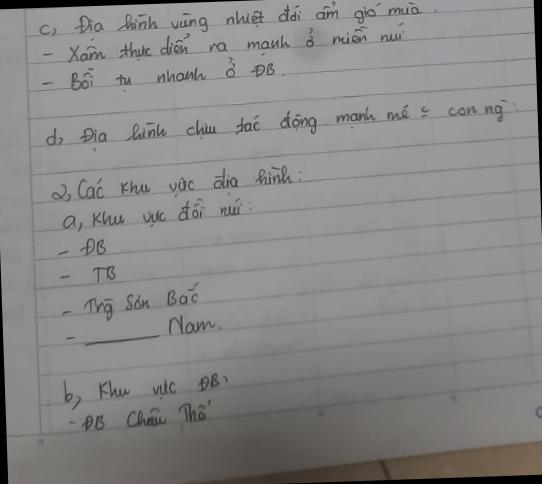 c, Địa hình vùng nhiệt đới ẩm gió mùa.
- Xâm thực diễn ra mạnh ở miền núi
- Bồi tụ nhanh ở ĐB.
d, Địa hình chịu tác động mạnh mẽ = con ng`.
2, Các khu vực địa hình:
a, Khu vực đồi núi:
- ĐB
- TB
- Trg Sơn Bắc
- ______ Nam.
b, Khu vực ĐB:
- ĐB Châu Thổ